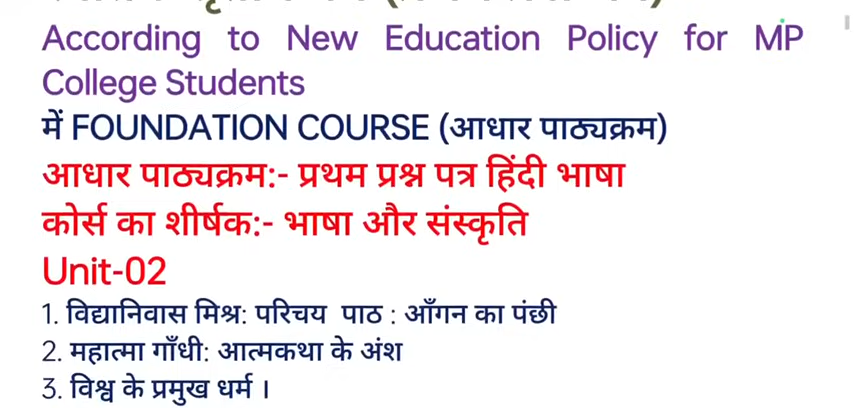 According to New Education Policy for MP
College Students
में FOUNDATION COURSE (आधार पाठ्यक्रम)
आधार पाठ्यक्रम:- प्रथम प्रश्न पत्र हिंदी भाषा
कोर्स का शीर्षक:- भाषा और संस्कृति
Unit-02
1. विद्यानिवास मिश्र: परिचय पाठ : आँगन का पंछी
2. महात्मा गाँधी: आत्मकथा के अंश
3. विश्व के प्रमुख धर्म ।